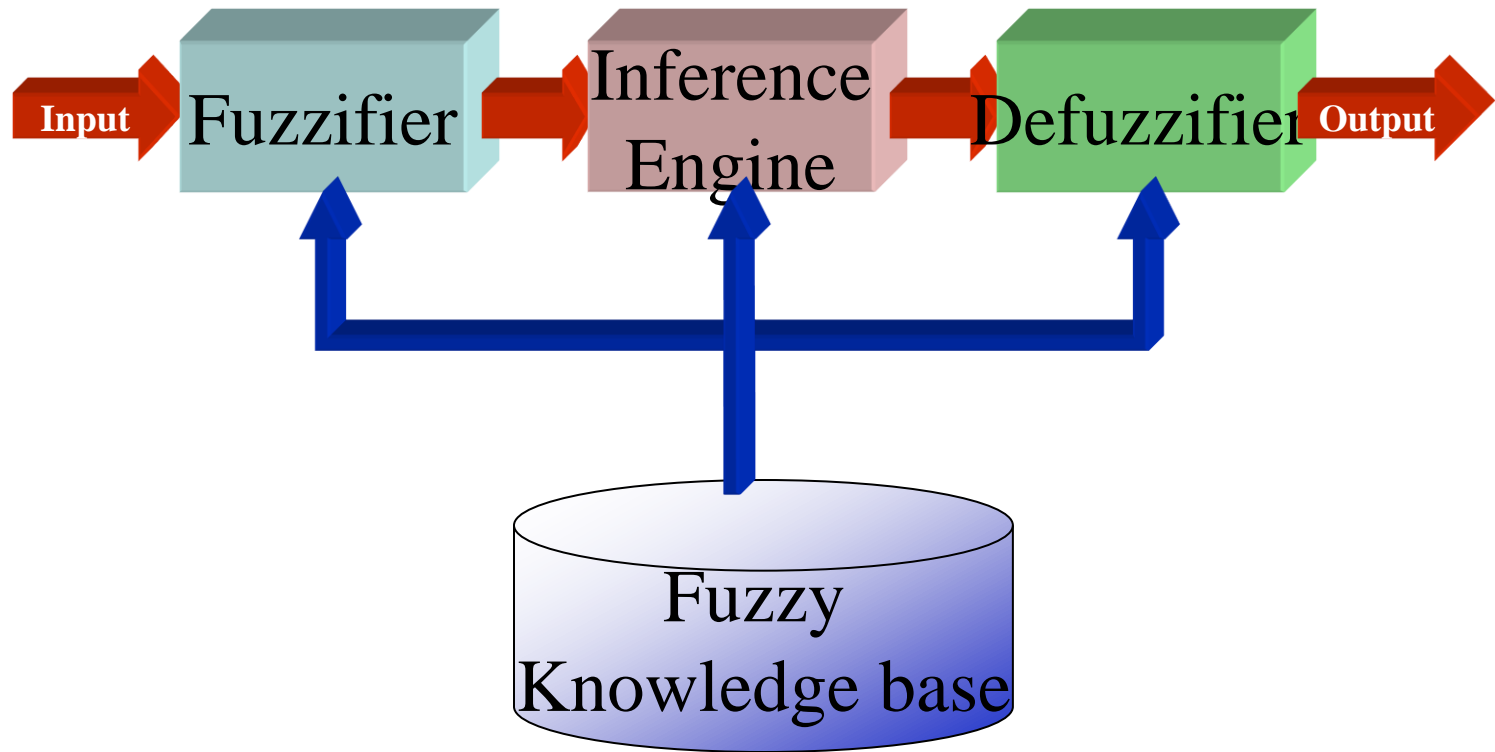 Input
Fuzzifier
Inference
Engine
Defuzzifier
Output
Fuzzy
Knowledge base